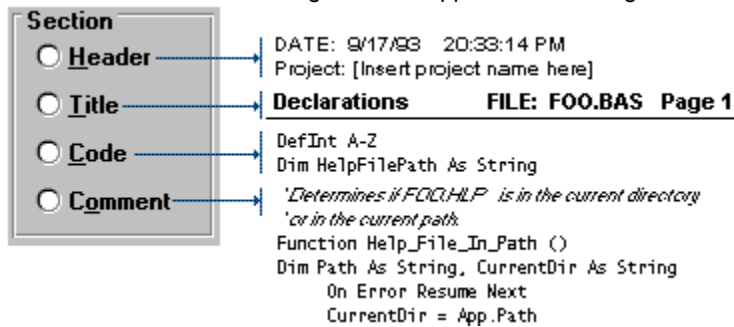 Section
Header
Title
Code
Comment
DATE: 9/17/93 20:33:14 PM
Project: [Insert project name here]
Declarations FILE: FOO.BAS Page 1
DefInt A-Z
Dim HelpFilePath As String
'Determines if FOO.HLP is in the current directory
'or in the current path.
Function Help_File_In_Path ()
Dim Path As String, CurrentDir As String
On Error Resume Next
CurrentDir = App.Path